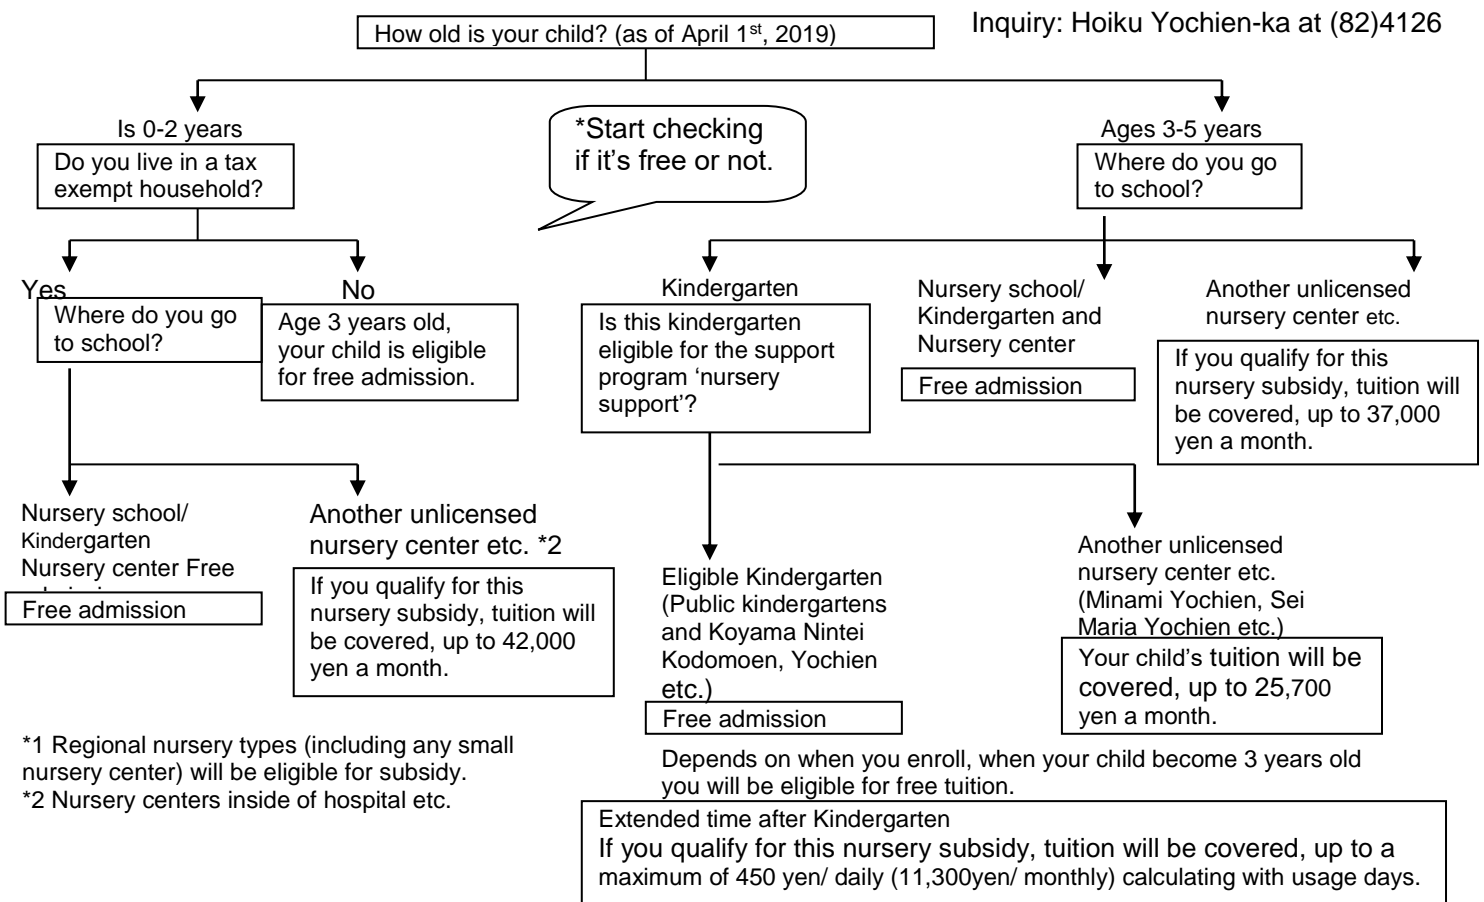 How old is your child? (as of April 1st, 2019)
Inquiry: Hoiku Yochien-ka at (82)4126
Is 0-2 years
Do you live in a tax
exempt household?
*Start checking
if it's free or not.
Ages 3-5 years
Where do you go
to school?
Yes
Where do you go
to school?
No
Age 3 years old,
your child is eligible
for free admission.
Kindergarten
Is this kindergarten
eligible for the support
program 'nursery
support'?
Nursery school/
Kindergarten and
Nursery center
Free admission
Another unlicensed
nursery center etc.
If you qualify for this
nursery subsidy, tuition will
be covered, up to 37,000
yen a month.
Nursery school/
Kindergarten
Nursery center Free
Free admission
Another unlicensed
nursery center etc. *2
If you qualify for this
nursery subsidy, tuition will
be covered, up to 42,000
yen a month.
Eligible Kindergarten
(Public kindergartens
and Koyama Nintei
Kodomoen, Yochien
etc.)
Free admission
Another unlicensed
nursery center etc.
(Minami Yochien, Sei
Maria Yochien etc.)
Your child's tuition will be
covered, up to 25,700
yen a month.
*1 Regional nursery types (including any small
nursery center) will be eligible for subsidy.
*2 Nursery centers inside of hospital etc.
Depends on when you enroll, when your child become 3 years old
you will be eligible for free tuition.
Extended time after Kindergarten
If you qualify for this nursery subsidy, tuition will be covered, up to a
maximum of 450 yen/ daily (11,300yen/ monthly) calculating with usage days.